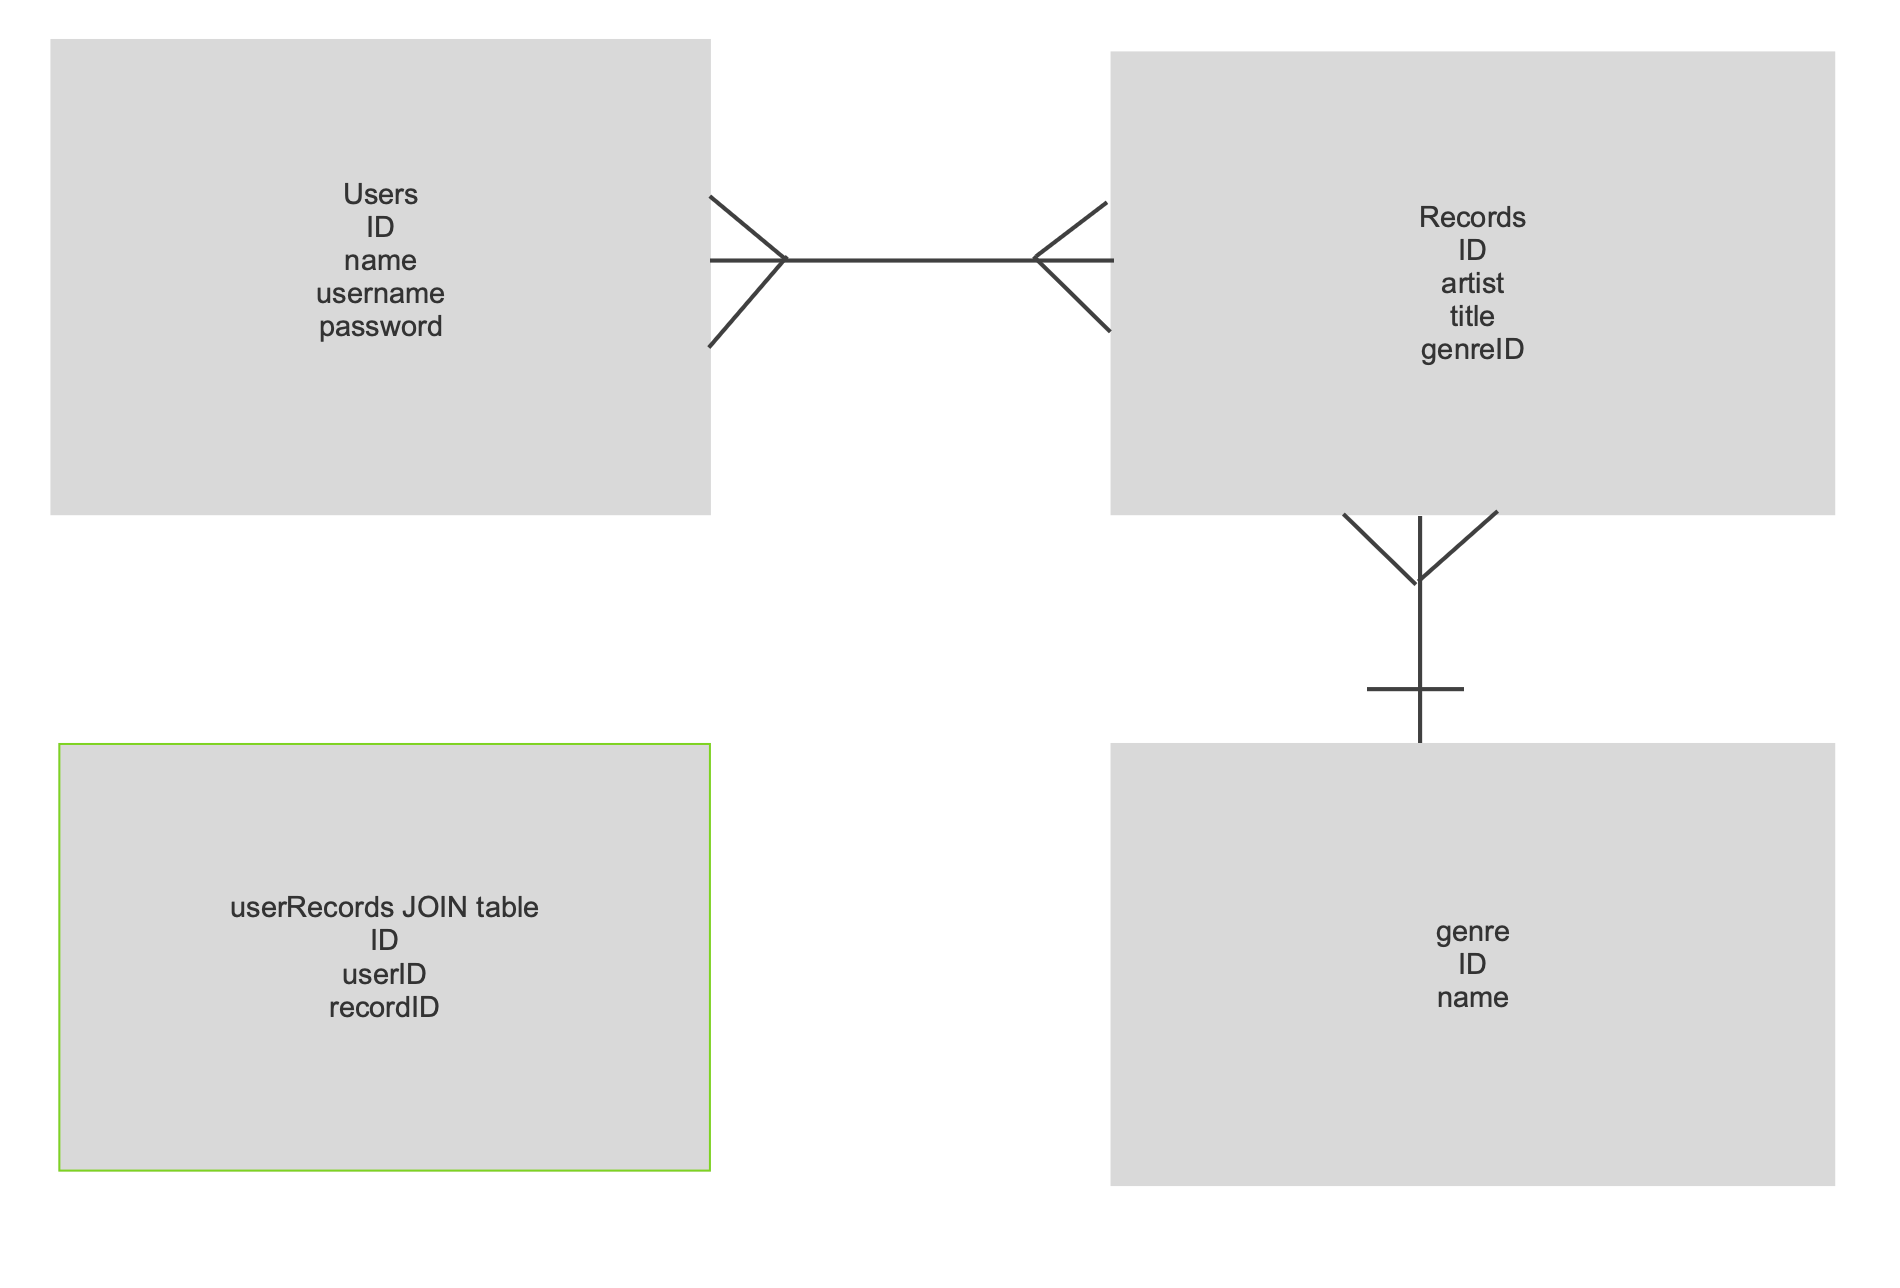 Users
ID
name
username
password
Records
ID
artist
title
genreID
userRecords JOIN table
ID
userID
recordID
genre
ID
name